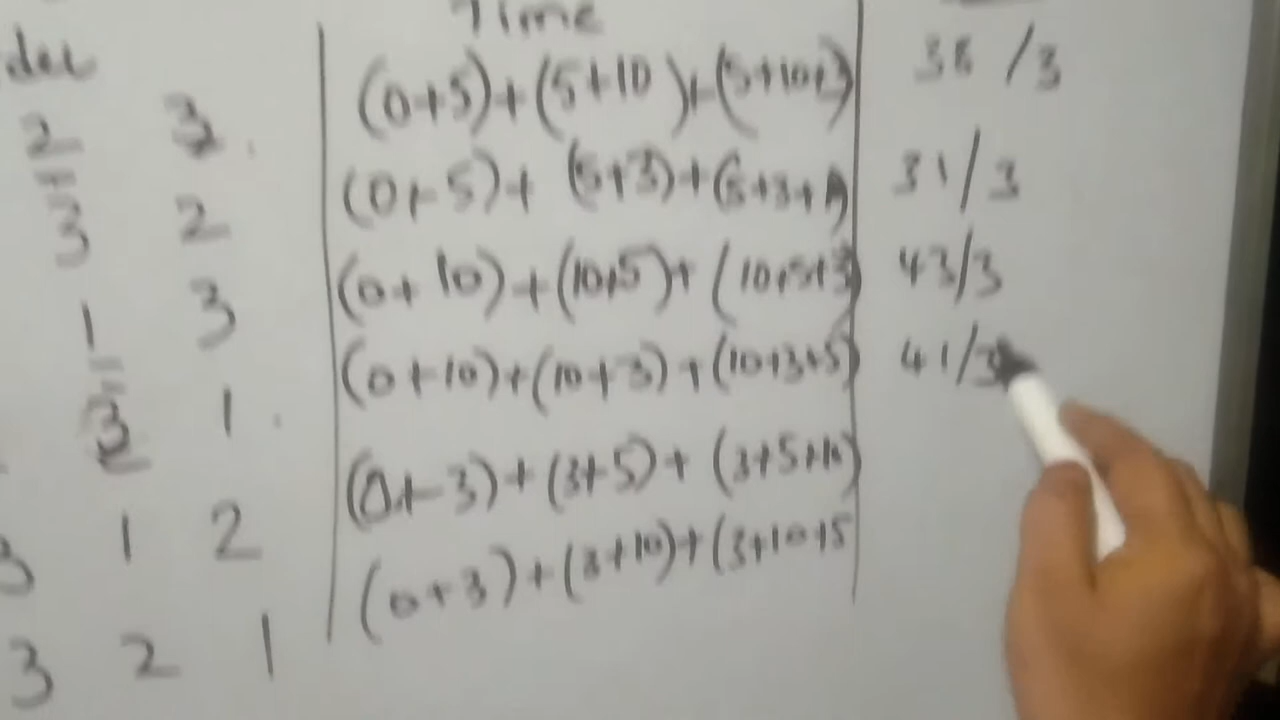 Time
der
2 3 (0+5)+(5+10)+(5+10+3) 38 /3
3 2 (0+5)+(5+3)+(5+3+ 31/3
1 3 (0+10)+(10+5)+(10+5+3 43/3
3 1 (0+10)+(10+3)+(10+3+5) 41/3
3 1 2 (0+3)+(3+5)+(3+5+10)
3 2 1 (0+3)+(3+10)+(3+10+5